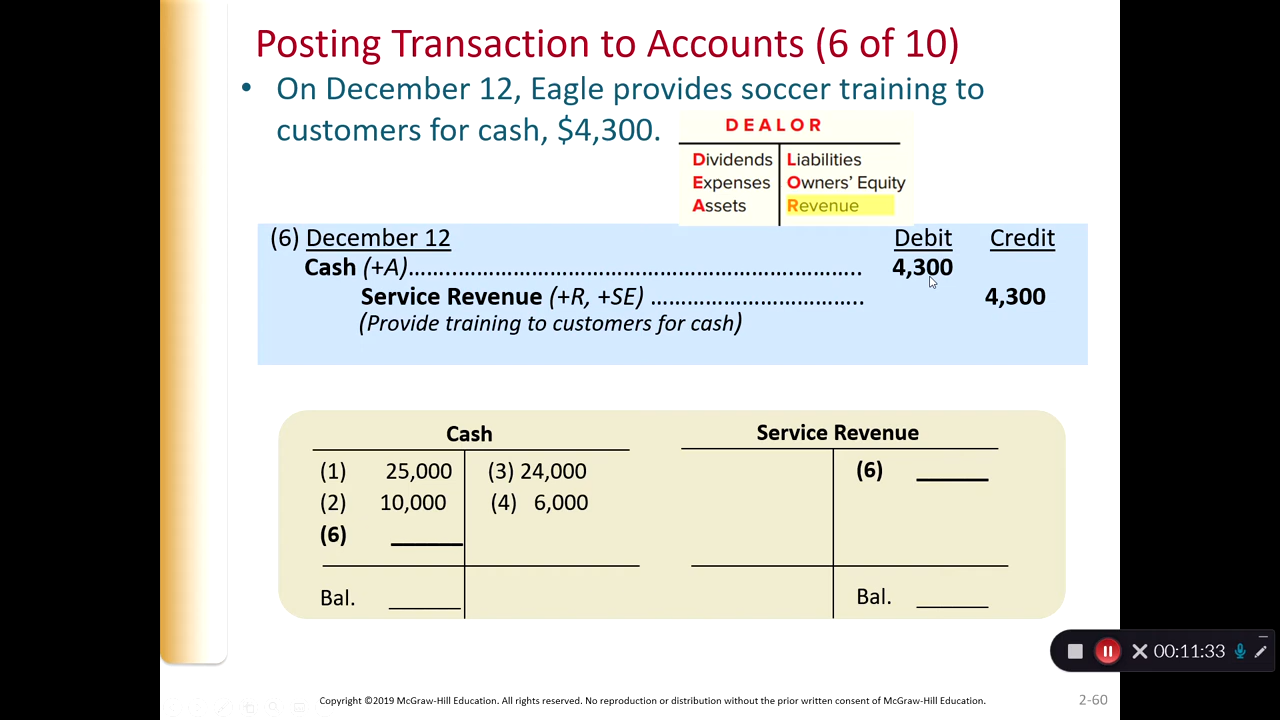 Posting Transaction to Accounts (6 of 10)
• On December 12, Eagle provides soccer training to
customers for cash, $4,300.
DEALOR
Dividends Liabilities
Expenses Owners’ Equity
Assets Revenue
(6) December 12 Debit Credit
Cash (+A)……..……………………………………………………….……….. 4,300
Service Revenue (+R, +SE) …………………………….. 4,300
(Provide training to customers for cash)
Cash Service Revenue
(1) 25,000 (3) 24,000 (6) ______
(2) 10,000 (4) 6,000
(6) ______
Bal. ______ Bal. ______
00:11:33
Copyright ©2019 McGraw-Hill Education. All rights reserved. No reproduction or distribution without the prior written consent of McGraw-Hill Education. 2-60